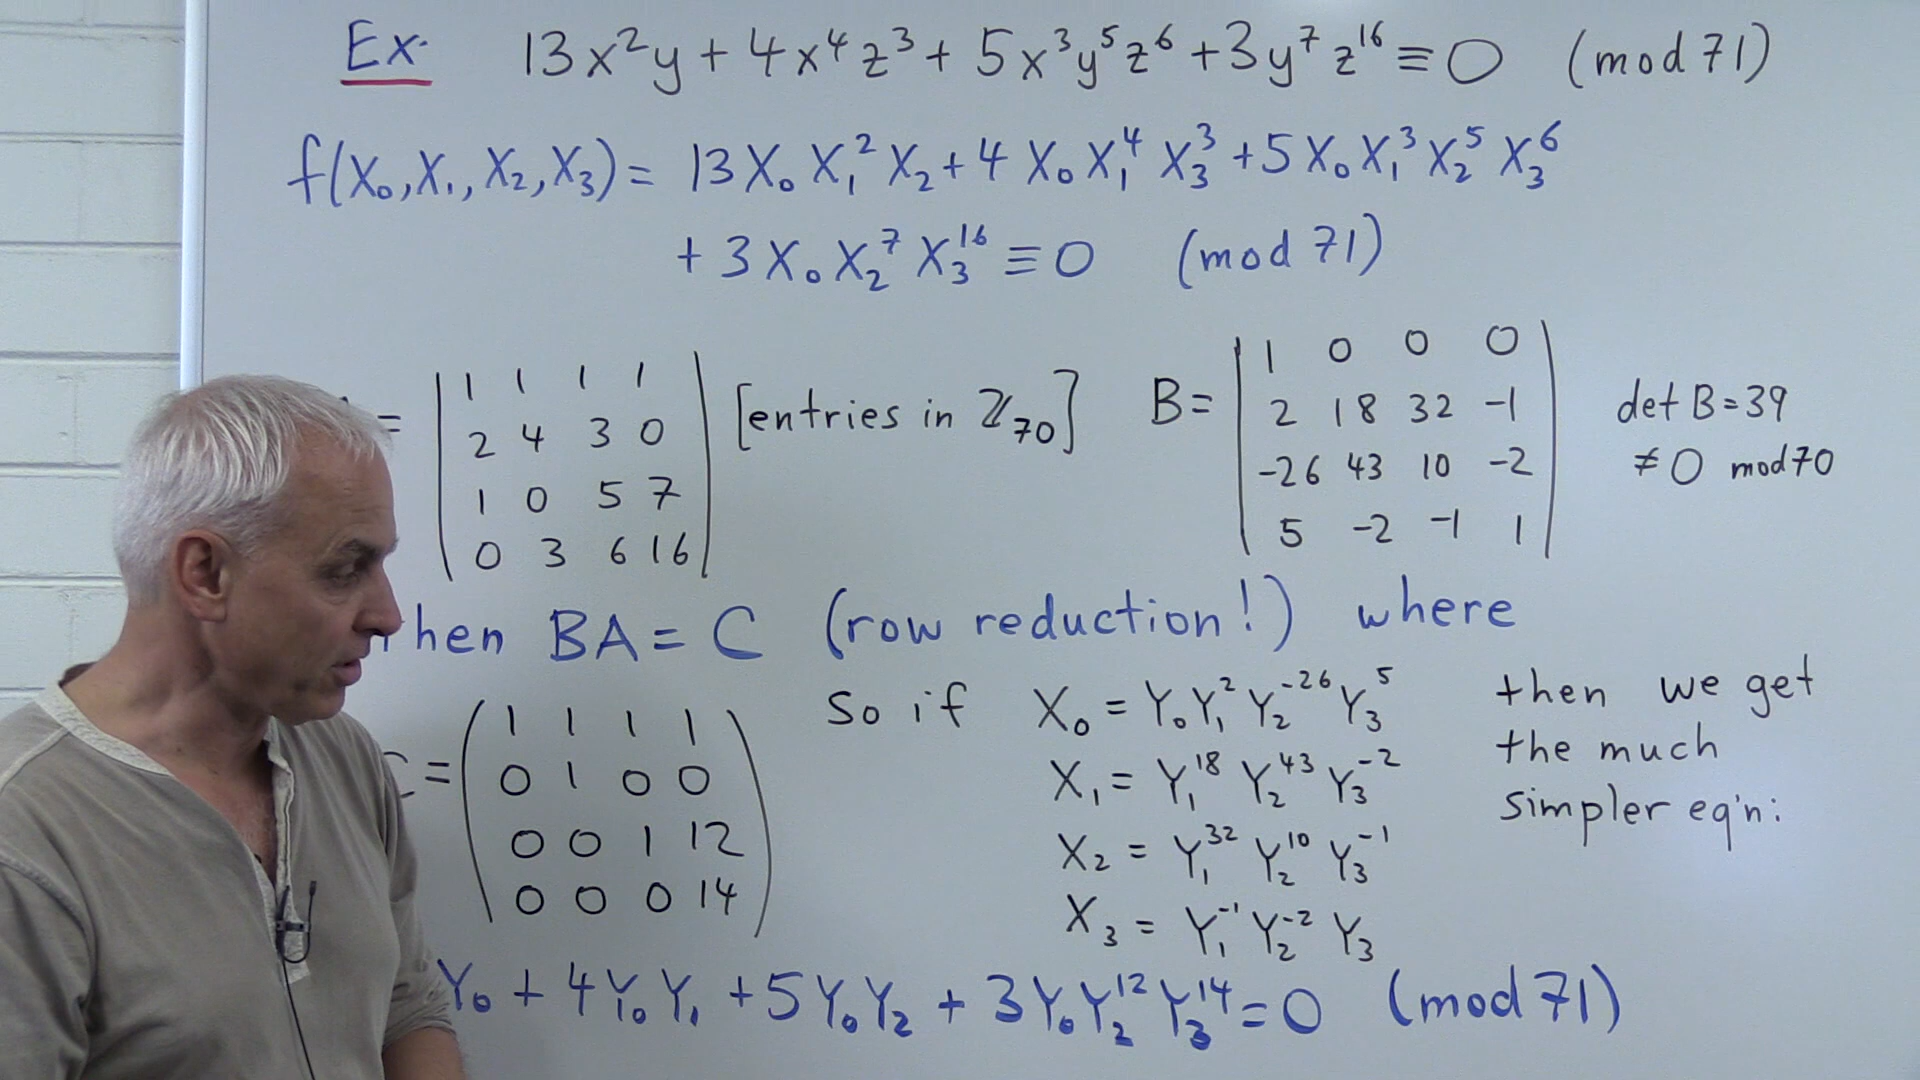 Ex. 13x²y + 4x⁴z³ + 5x³y⁵z⁶ + 3y⁷z¹⁶ ≡ 0 (mod 71)
f(X₀, X₁, X₂, X₃) = 13X₀X₁²X₂ + 4X₀X₁⁴X₃³ + 5X₀X₁³X₂⁵X₃⁶
+ 3X₀X₂⁷X₃¹⁶ ≡ 0 (mod 71)
= | 1 1 1 1 |
| 2 4 3 0 |
| 1 0 5 7 |
| 0 3 6 16 |
[entries in ℤ₇₀]
B = | 1 0 0 0 |
| 2 18 32 -1 |
| -26 43 10 -2 |
| 5 -2 -1 1 |
det B = 39
≠ 0 mod 70
hen BA = C (row reduction!) where
C = ( 1 1 1 1 )
( 0 1 0 0 )
( 0 0 1 12 )
( 0 0 0 14 )
So if X₀ = Y₀Y₁²Y₂⁻²⁶Y₃⁵
X₁ = Y₁¹⁸Y₂⁴³Y₃⁻²
X₂ = Y₁³²Y₂¹⁰Y₃⁻¹
X₃ = Y₁⁻¹Y₂⁻²Y₃
then we get
the much
simpler eq'n:
Y₀ + 4Y₀Y₁ + 5Y₀Y₂ + 3Y₀Y₂¹²Y₃¹⁴ = 0 (mod 71)